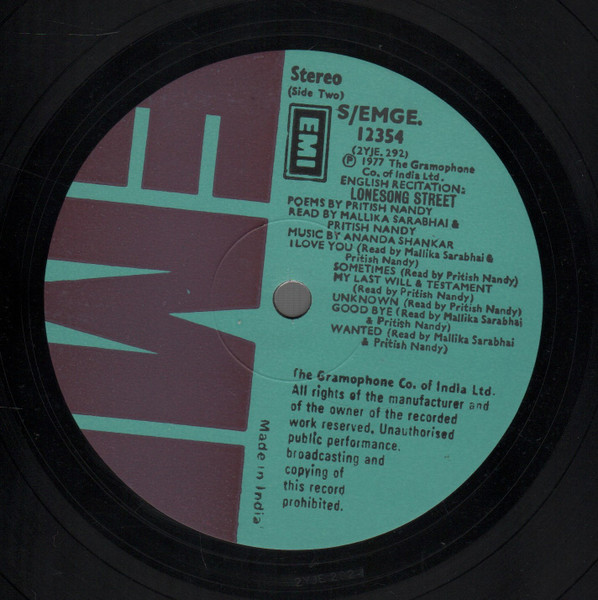 Stereo
(Side Two)
EMI
S/EMGE.
12354
(2YJE. 292)
Ⓟ 1977 The Gramophone
Co. of India Ltd.
ENGLISH RECITATION:
LONESONG STREET
POEMS BY PRITISH NANDY
READ BY MALLIKA SARABHAI &
PRITISH NANDY
MUSIC BY ANANDA SHANKAR
I LOVE YOU (Read by Mallika Sarabhai &
Pritish Nandy)
SOMETIMES (Read by Pritish Nandy)
MY LAST WILL & TESTAMENT
(Read by Pritish Nandy)
UNKNOWN (Read by Pritish Nandy)
GOOD BYE (Read by Mallika Sarabhai
& Pritish Nandy)
WANTED (Read by Mallika Sarabhai
& Pritish Nandy)
The Gramophone Co. of India Ltd.
All rights of the manufacturer and
of the owner of the recorded
work reserved. Unauthorised
public performance.
broadcasting and
copying of
this record
prohibited.
Made in India
EMI